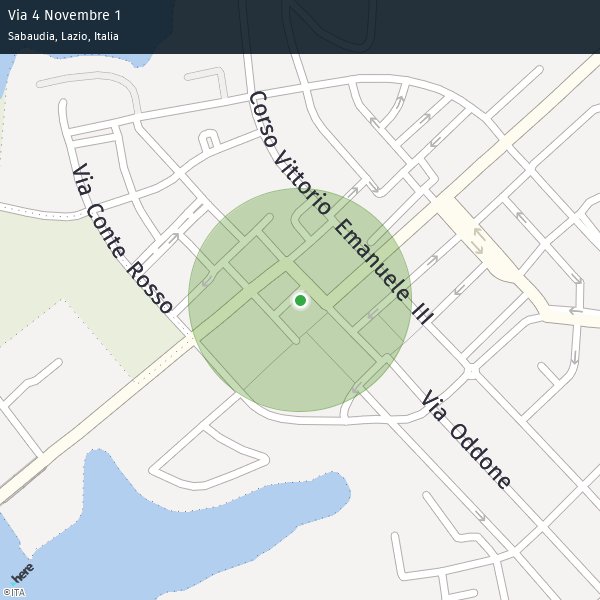 Via 4 Novembre 1
Sabaudia, Lazio, Italia
Corso Vittorio Emanuele III
Via Conte Rosso
Via Oddone
here
©ITA